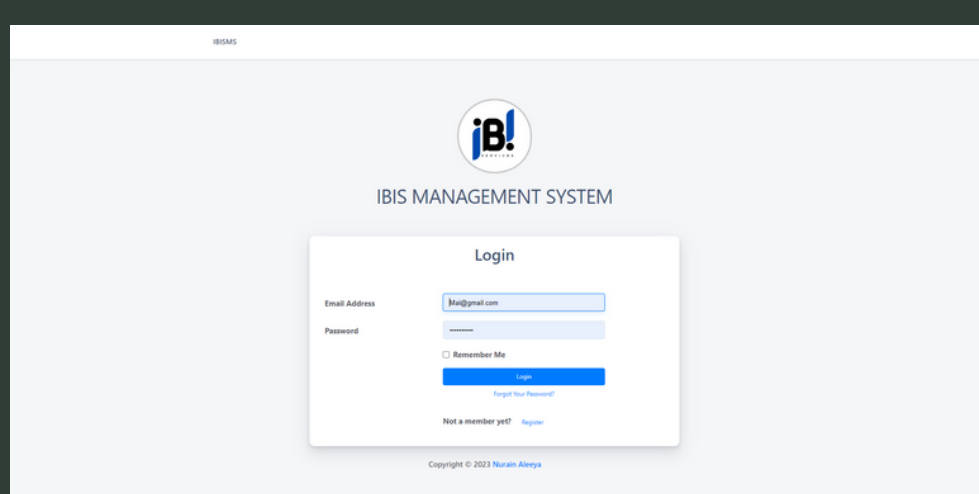 IBISMS
iB!
SERVICES
IBIS MANAGEMENT SYSTEM
Login
Email Address
Mai@gmail.com
Password
Remember Me
Login
Forgot Your Password?
Not a member yet? Register
Copyright © 2023 Nurain Aleeya